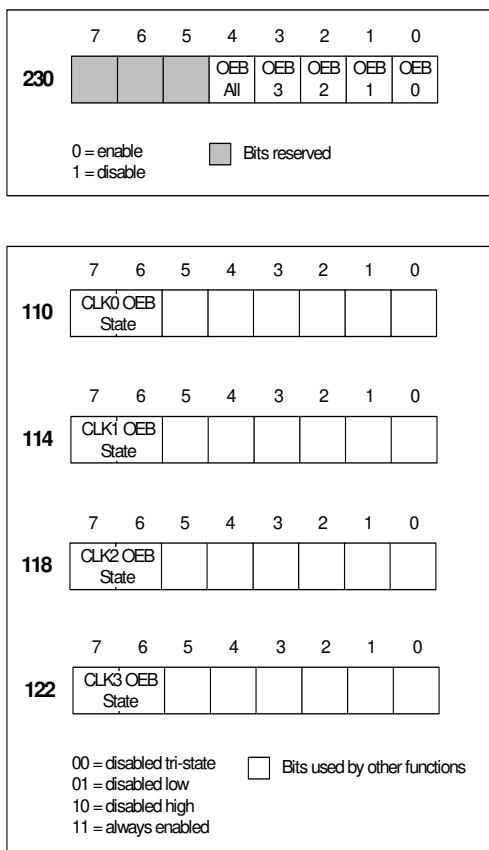 7 6 5 4 3 2 1 0
230 OEB All OEB 3 OEB 2 OEB 1 OEB 0
0 = enable
1 = disable
Bits reserved
7 6 5 4 3 2 1 0
110 CLK0 OEB
State
7 6 5 4 3 2 1 0
114 CLK1 OEB
State
7 6 5 4 3 2 1 0
118 CLK2 OEB
State
7 6 5 4 3 2 1 0
122 CLK3 OEB
State
00 = disabled tri-state
01 = disabled low
10 = disabled high
11 = always enabled
Bits used by other functions